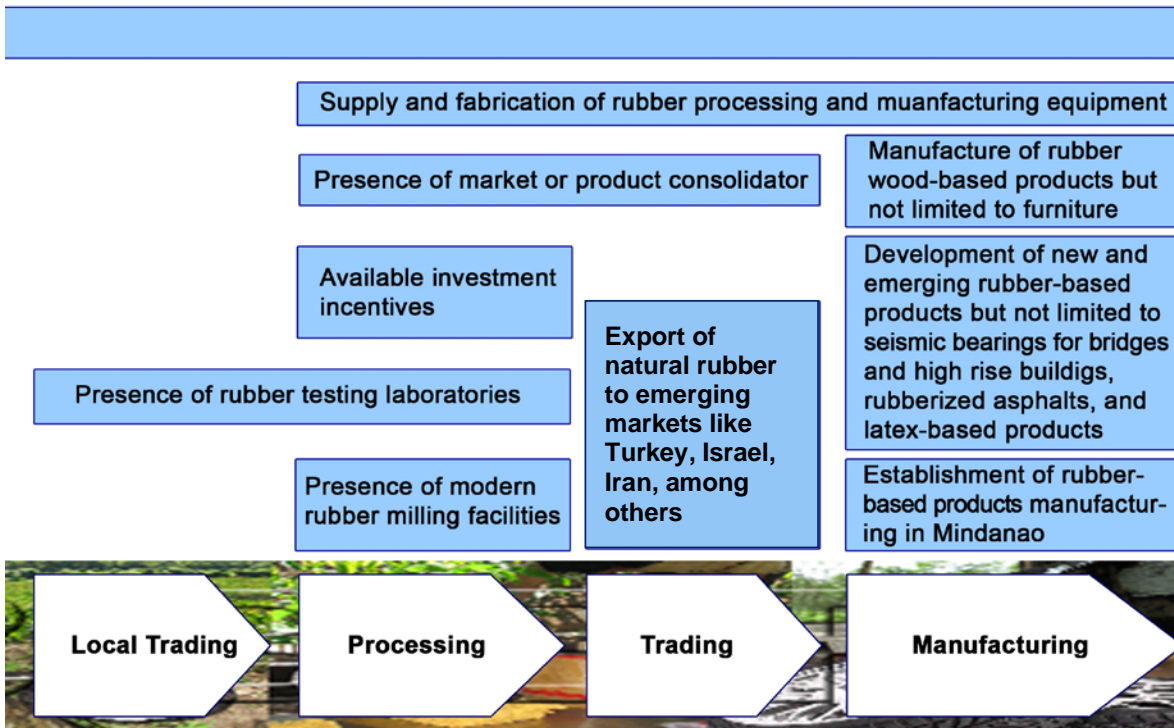 Supply and fabrication of rubber processing and muanfacturing equipment
Presence of market or product consolidator
Manufacture of rubber
wood-based products but
not limited to furniture
Available investment
incentives
Development of new and
emerging rubber-based
products but not limited to
seismic bearings for bridges
and high rise buildigs,
rubberized asphalts, and
latex-based products
Export of
natural rubber
to emerging
markets like
Turkey, Israel,
Iran, among
others
Presence of rubber testing laboratories
Presence of modern
rubber milling facilities
Establishment of rubber-
based products manufactur-
ing in Mindanao
Local Trading
Processing
Trading
Manufacturing